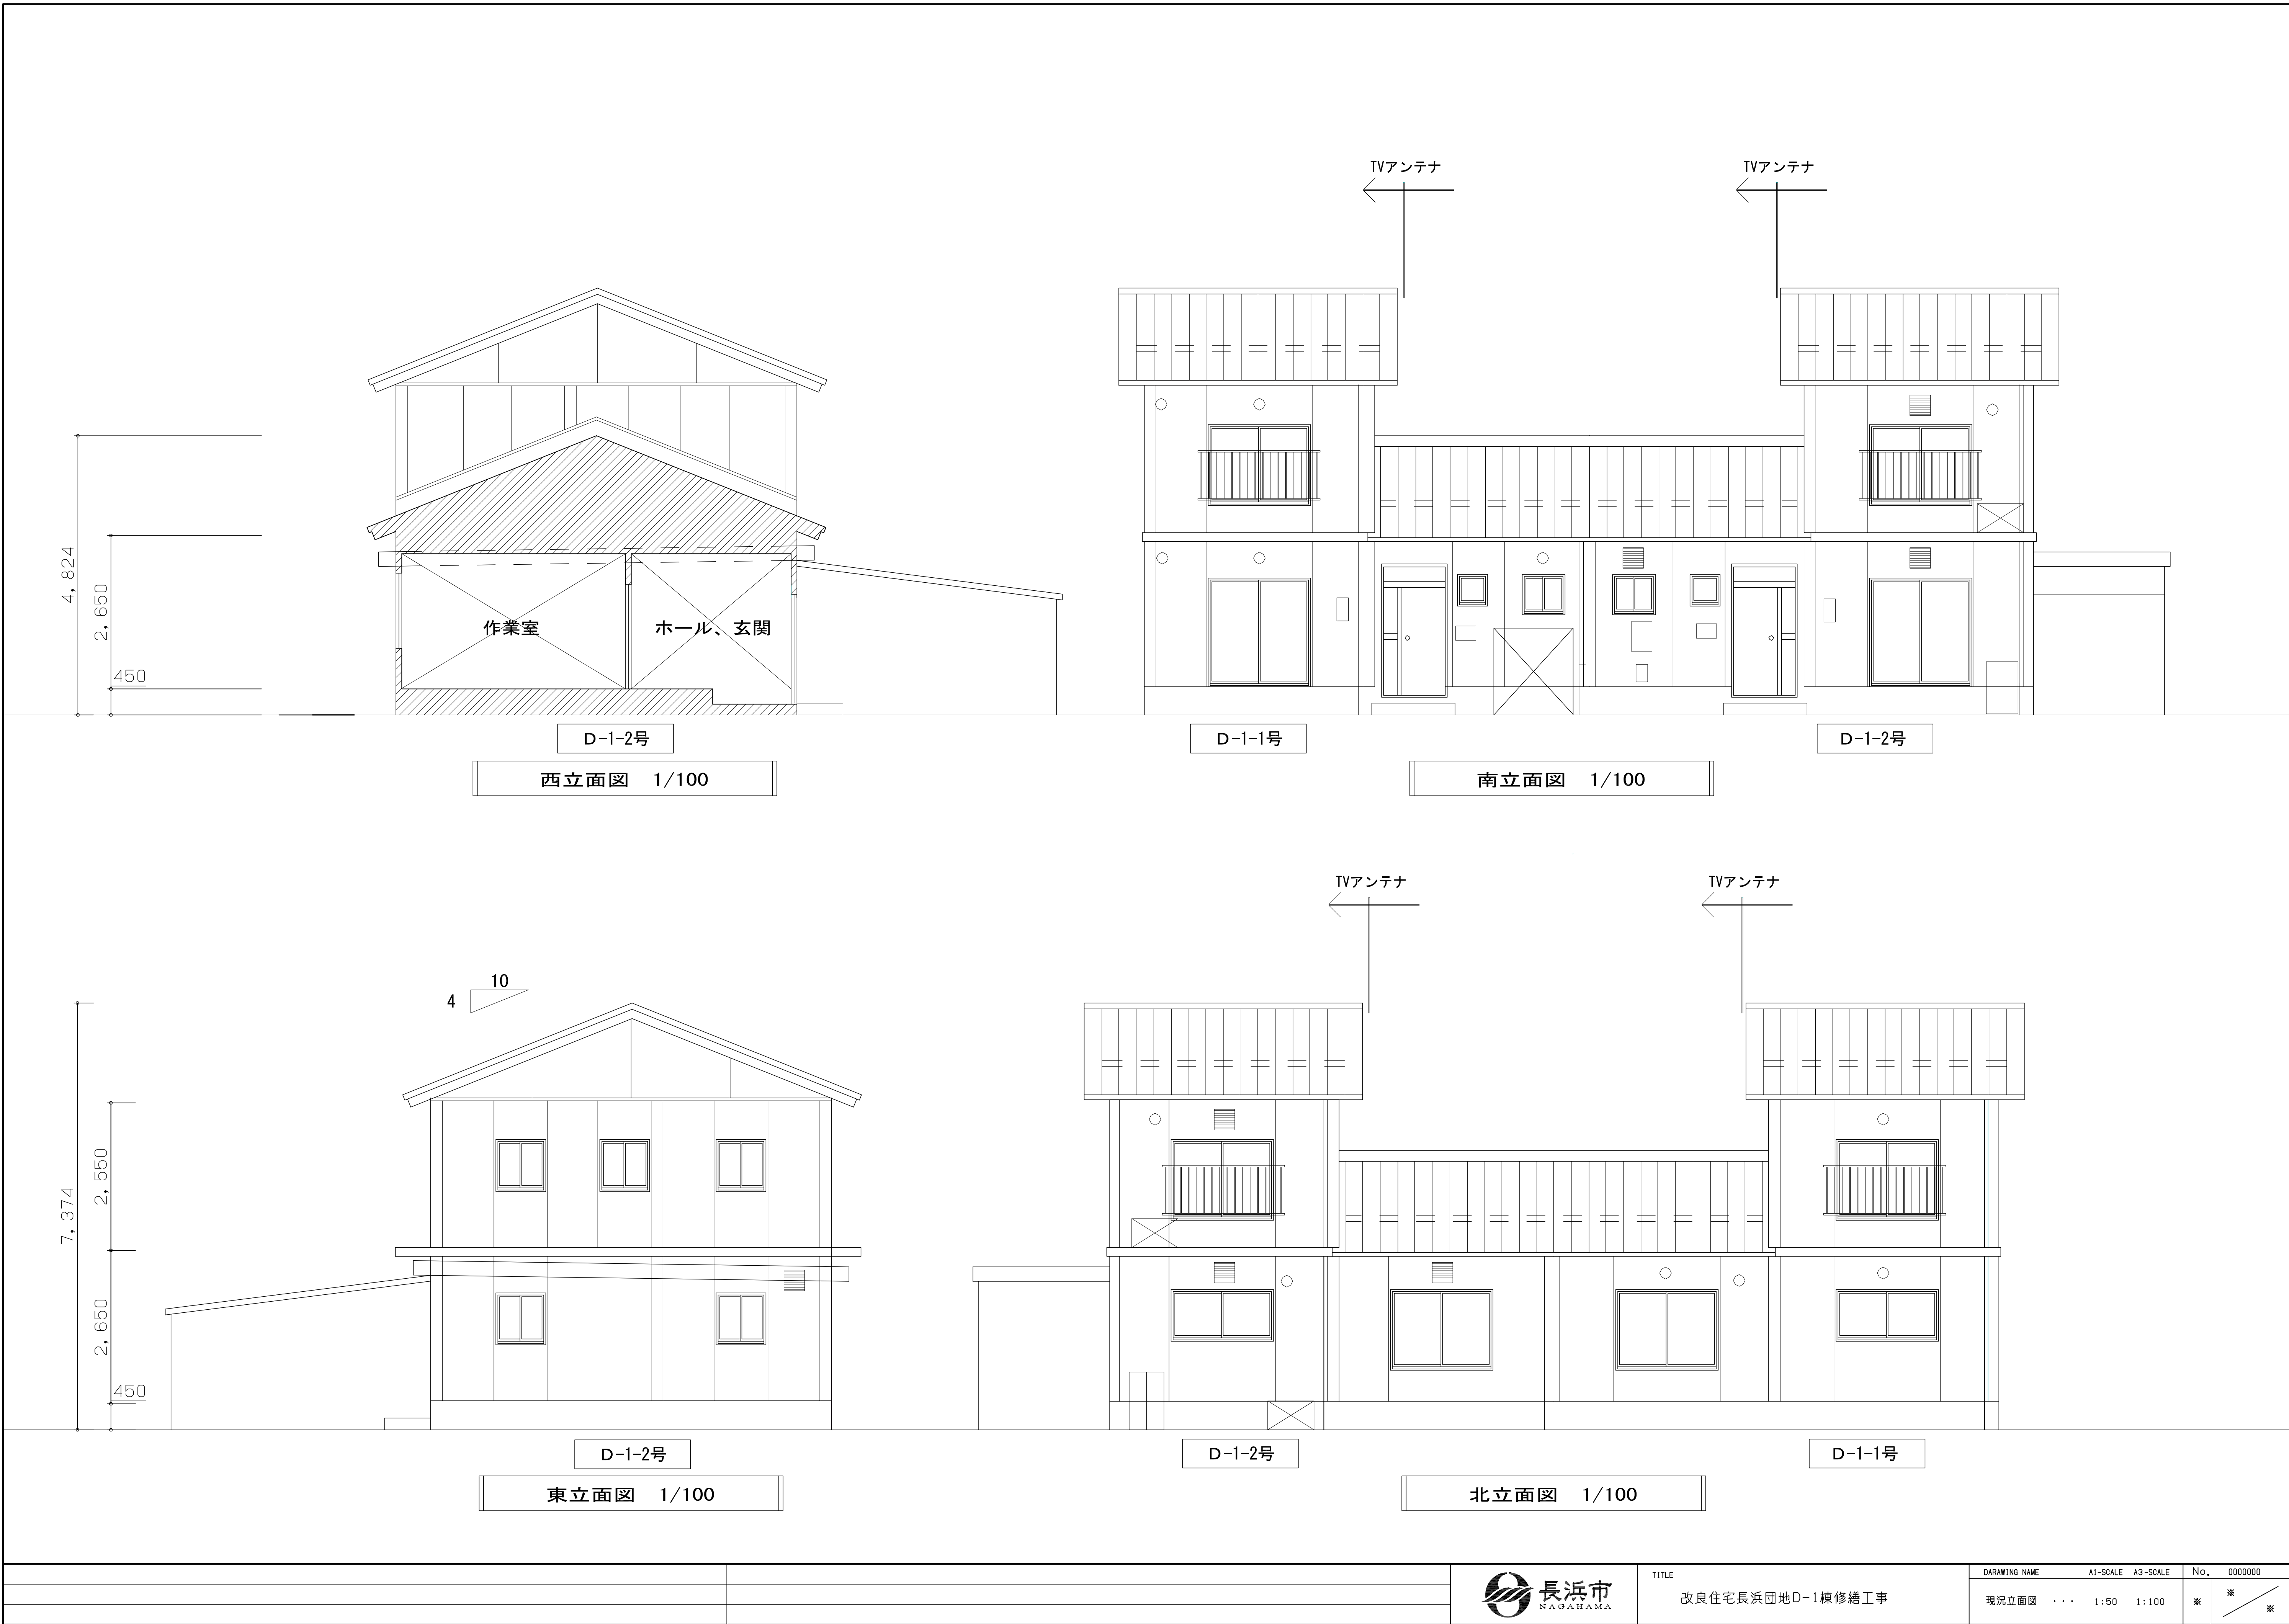 TVアンテナ
TVアンテナ
4,824
2,650
450
作業室
ホール、玄関
D-1-2号
西立面図 1/100
D-1-1号
D-1-2号
南立面図 1/100
TVアンテナ
TVアンテナ
10
4
7,374
2,550
2,650
450
D-1-2号
東立面図 1/100
D-1-2号
D-1-1号
北立面図 1/100
長浜市
NAGAHAMA
TITLE
改良住宅長浜団地D-1棟修繕工事
DARAWING NAME A1-SCALE A3-SCALE
現況立面図 ・・・ 1:50 1:100
No. 0000000
※ ※／※